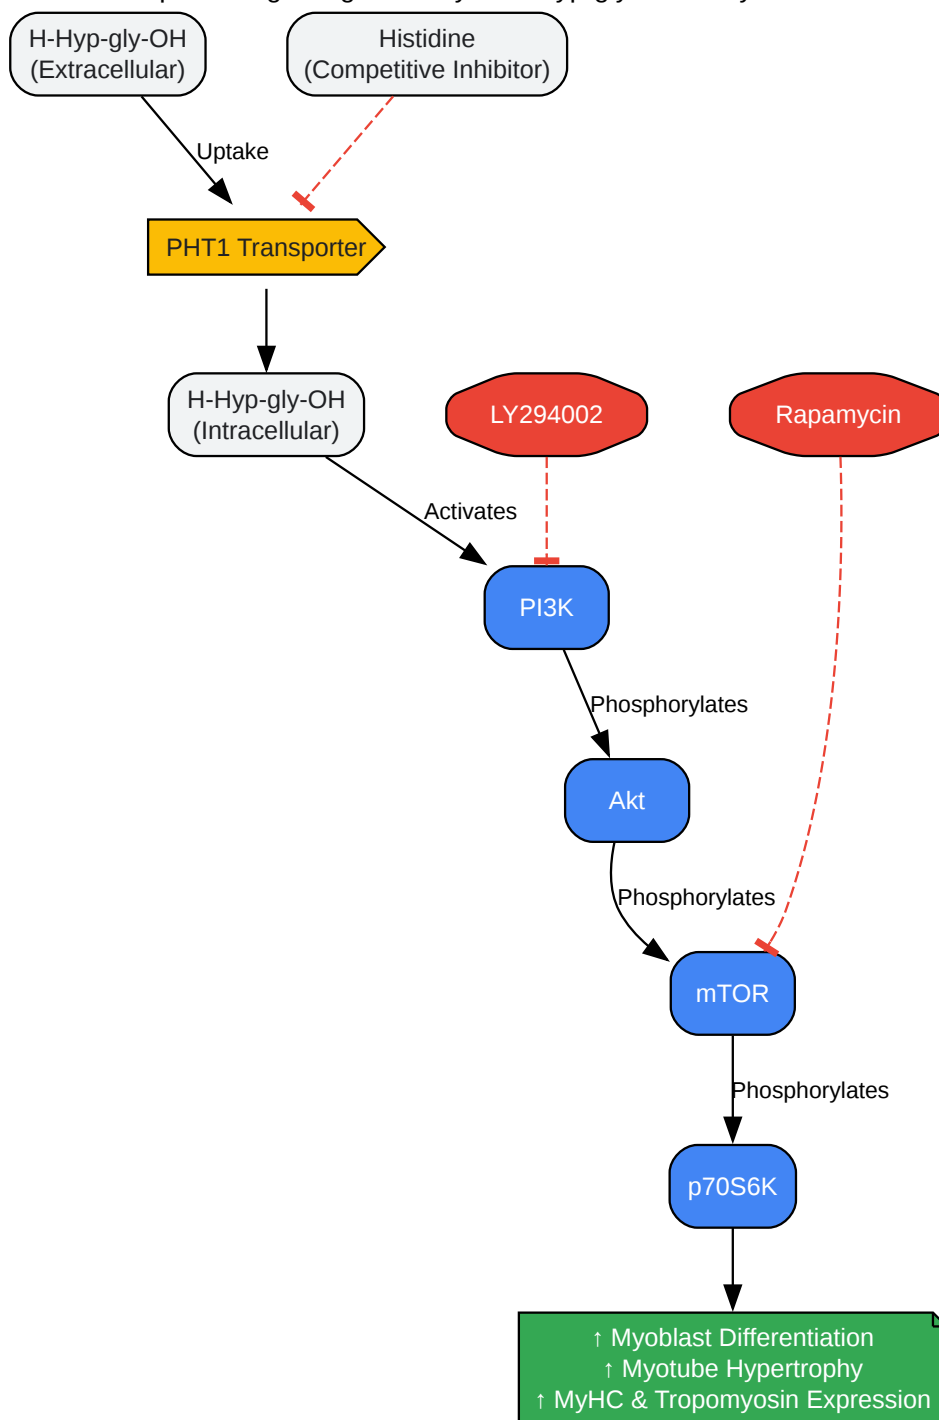 H-Hyp-gly-OH
(Extracellular)
Histidine
(Competitive Inhibitor)
Uptake
PHT1 Transporter
H-Hyp-gly-OH
(Intracellular)
LY294002
Rapamycin
Activates
PI3K
Phosphorylates
Akt
Phosphorylates
mTOR
Phosphorylates
p70S6K
↑ Myoblast Differentiation
↑ Myotube Hypertrophy
↑ MyHC & Tropomyosin Expression